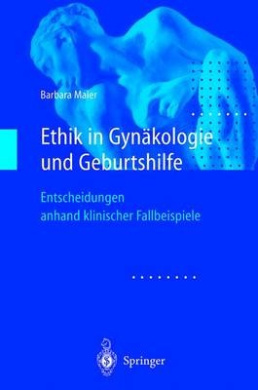 Barbara Maier
Ethik in Gynäkologie
und Geburtshilfe
Entscheidungen
anhand klinischer Fallbeispiele
Springer